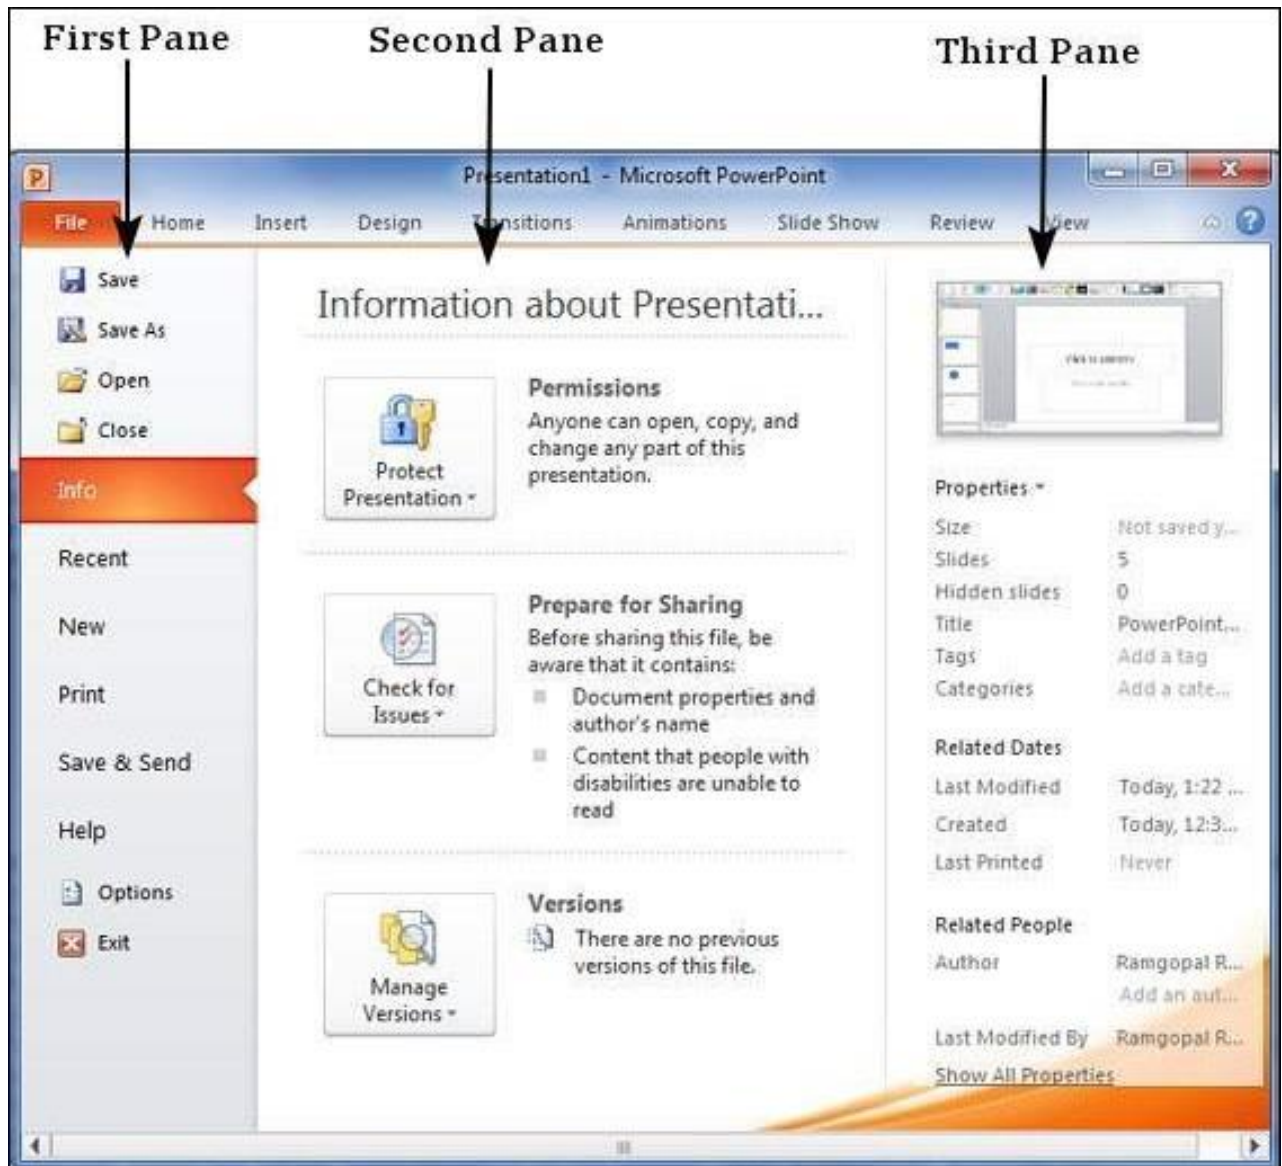 First Pane
Second Pane
Third Pane
Presentation1 - Microsoft PowerPoint
File Home Insert Design Transitions Animations Slide Show Review View
Save
Save As
Open
Close
Info
Recent
New
Print
Save & Send
Help
Options
Exit
Information about Presentati...
Protect
Presentation
Permissions
Anyone can open, copy, and
change any part of this
presentation.
Check for
Issues
Prepare for Sharing
Before sharing this file, be
aware that it contains:
Document properties and
author's name
Content that people with
disabilities are unable to
read
Manage
Versions
Versions
There are no previous
versions of this file.
Properties
Size Not saved y...
Slides 5
Hidden slides 0
Title PowerPoint...
Tags Add a tag
Categories Add a cate...
Related Dates
Last Modified Today, 1:22 ...
Created Today, 12:3...
Last Printed Never
Related People
Author Ramgopal R...
Add an aut...
Last Modified By Ramgopal R...
Show All Properties